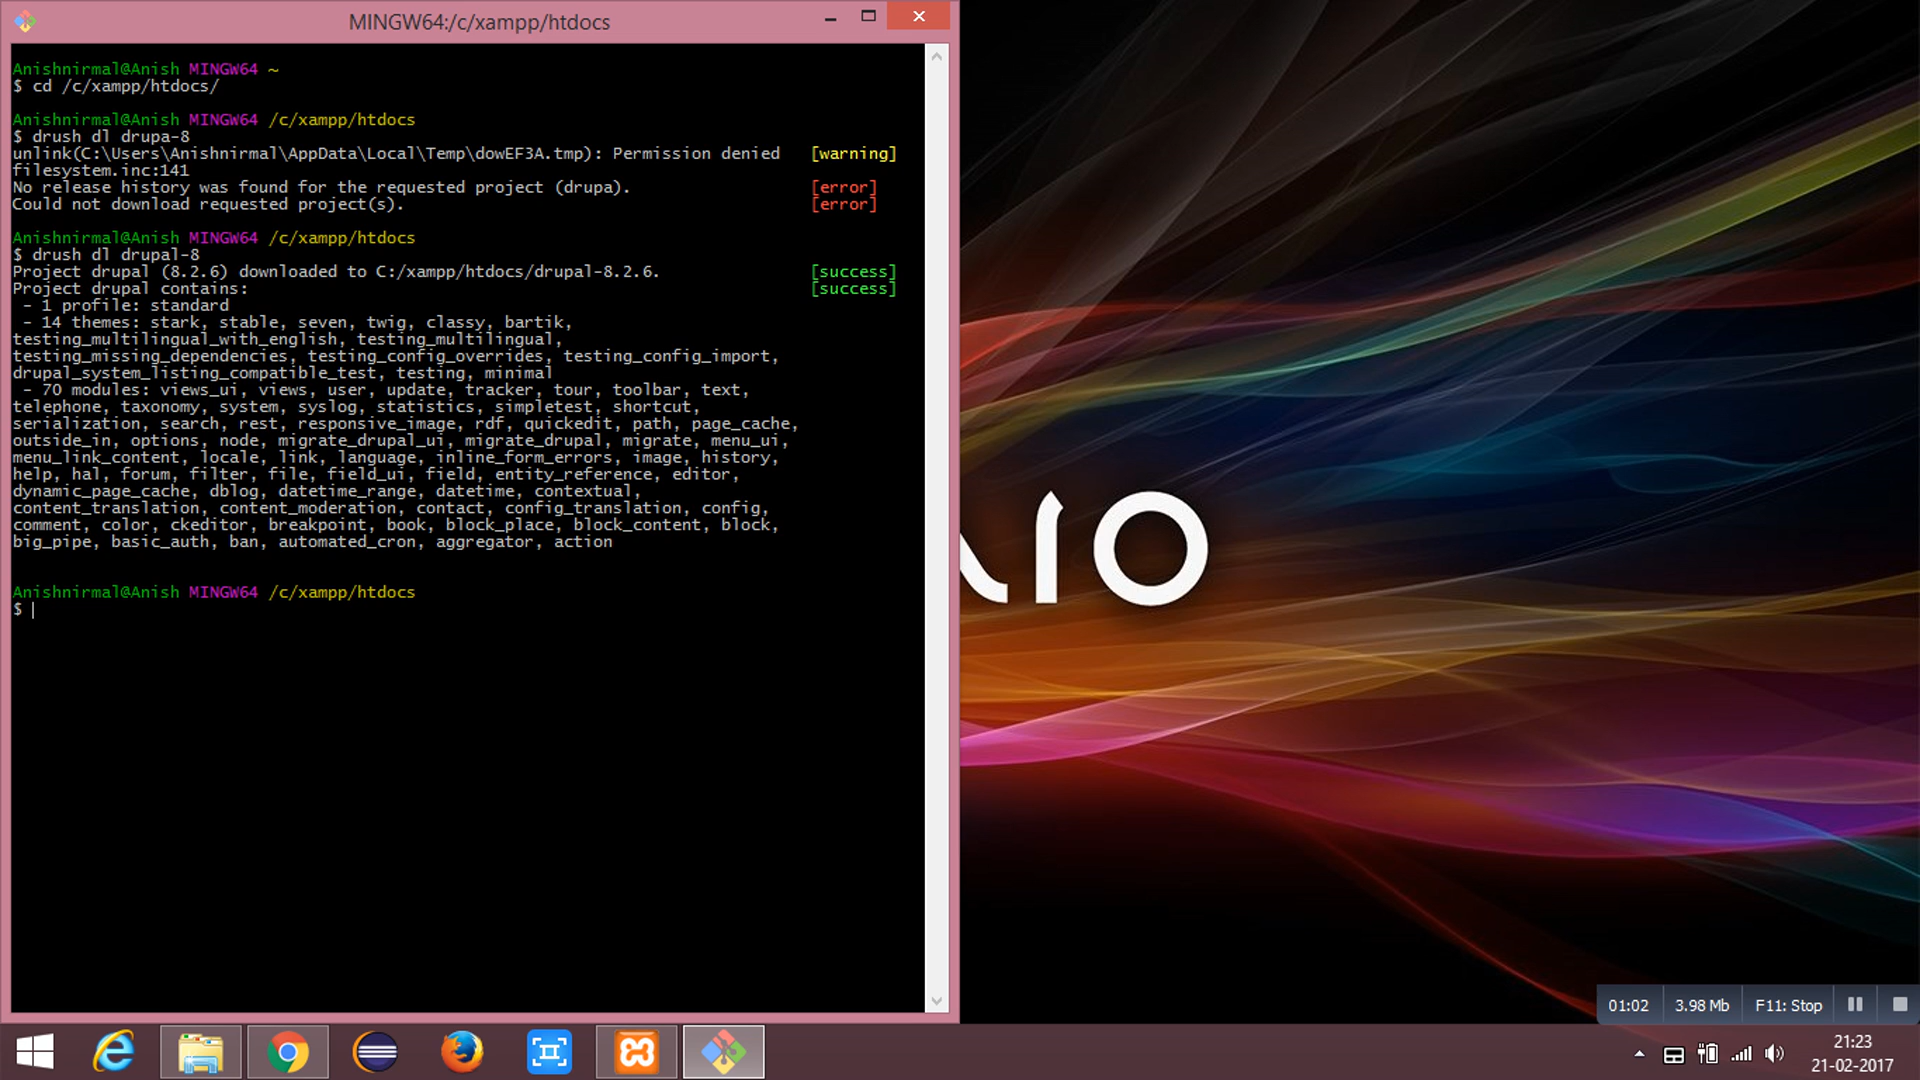 MINGW64:/c/xampp/htdocs
Anishnirmal@Anish MINGW64 ~
$ cd /c/xampp/htdocs/
Anishnirmal@Anish MINGW64 /c/xampp/htdocs
$ drush dl drupa-8
unlink(C:\Users\Anishnirmal\AppData\Local\Temp\dowEF3A.tmp): Permission denied [warning]
filesystem.inc:141
No release history was found for the requested project (drupa). [error]
Could not download requested project(s). [error]
Anishnirmal@Anish MINGW64 /c/xampp/htdocs
$ drush dl drupal-8
Project drupal (8.2.6) downloaded to C:/xampp/htdocs/drupal-8.2.6. [success]
Project drupal contains: [success]
- 1 profile: standard
- 14 themes: stark, stable, seven, twig, classy, bartik,
testing_multilingual_with_english, testing_multilingual,
testing_missing_dependencies, testing_config_overrides, testing_config_import,
drupal_system_listing_compatible_test, testing, minimal
- 70 modules: views_ui, views, user, update, tracker, tour, toolbar, text,
telephone, taxonomy, system, syslog, statistics, simpletest, shortcut,
serialization, search, rest, responsive_image, rdf, quickedit, path, page_cache,
outside_in, options, node, migrate_drupal_ui, migrate_drupal, migrate, menu_ui,
menu_link_content, locale, link, language, inline_form_errors, image, history,
help, hal, forum, filter, file, field_ui, field, entity_reference, editor,
dynamic_page_cache, dblog, datetime_range, datetime, contextual,
content_translation, content_moderation, contact, config_translation, config,
comment, color, ckeditor, breakpoint, book, block_place, block_content, block,
big_pipe, basic_auth, ban, automated_cron, aggregator, action
Anishnirmal@Anish MINGW64 /c/xampp/htdocs
$
IO
01:02 3.98 Mb F11: Stop
21:23
21-02-2017